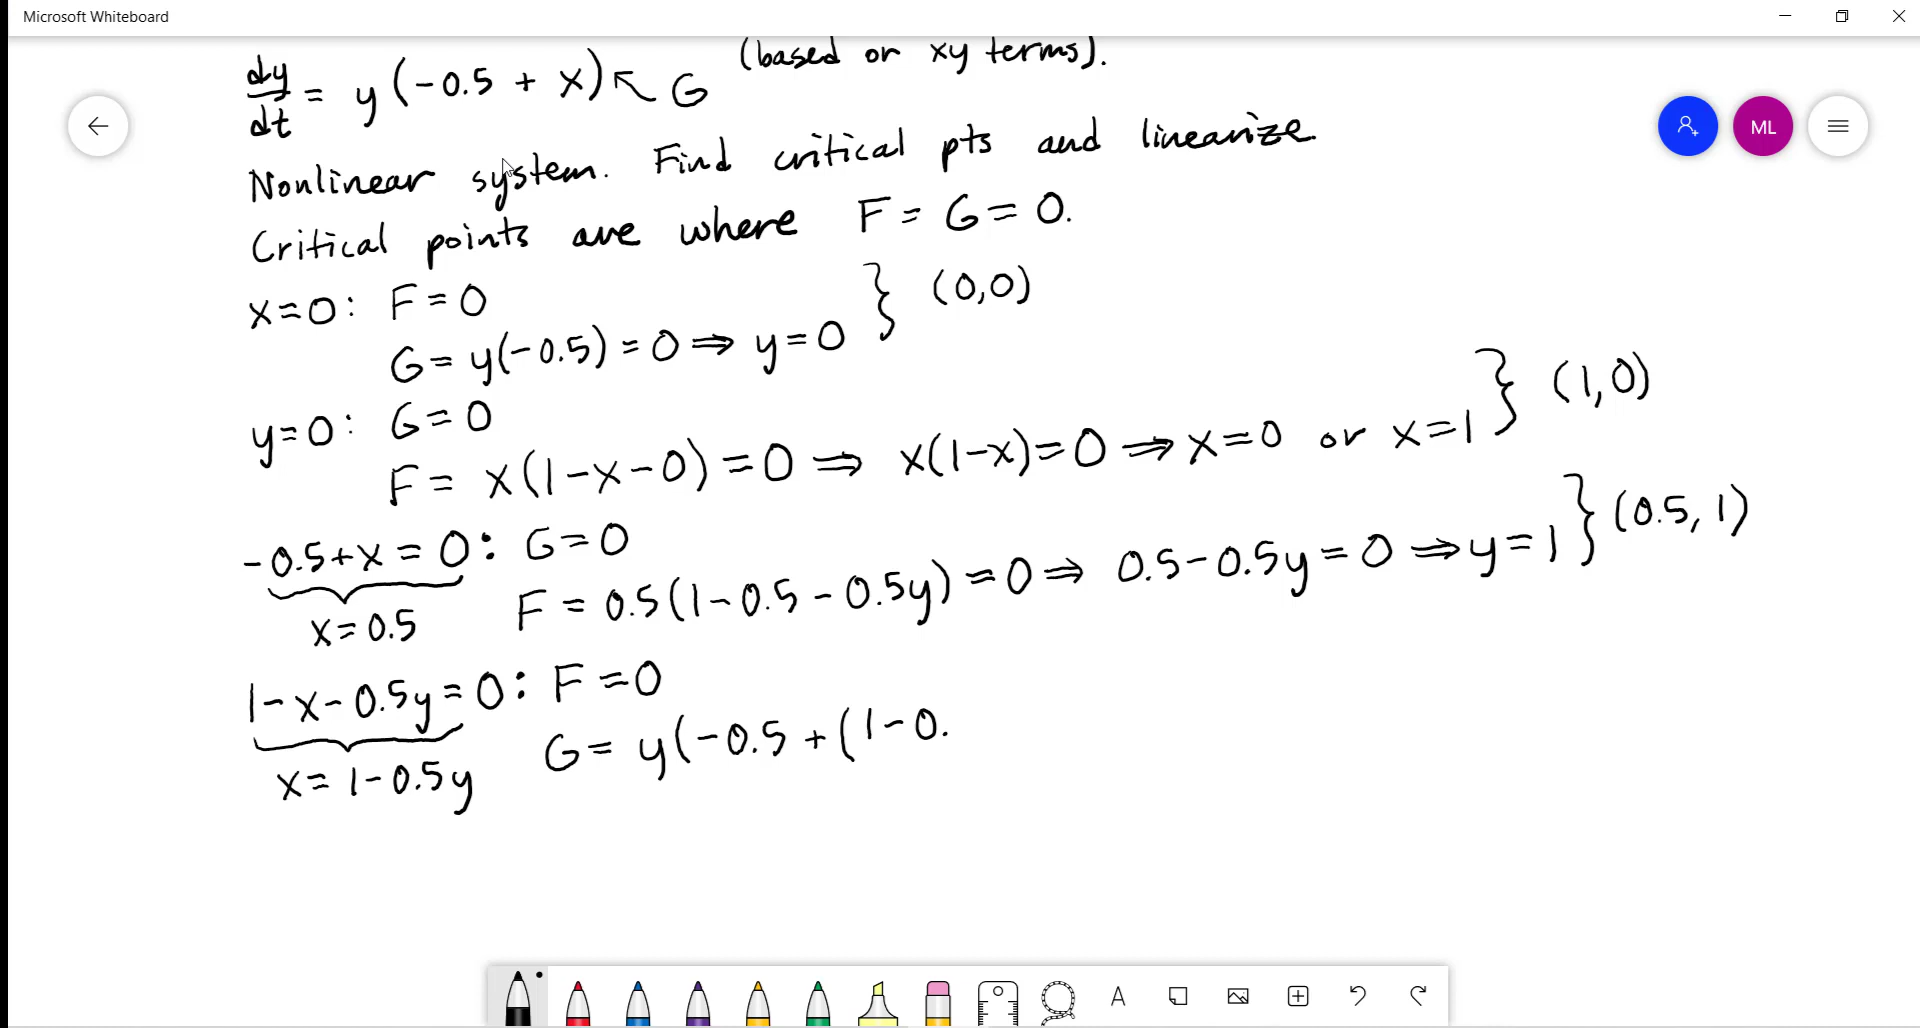 Microsoft Whiteboard
(based on xy terms).
dy/dt = y(-0.5 + x) ↖ G
Nonlinear system. Find critical pts and linearize.
Critical points are where F = G = 0.
x=0: F=0
G= y(-0.5) = 0 ⇒ y=0 } (0,0)
y=0: G=0
F= x(1-x-0) = 0 ⇒ x(1-x)=0 ⇒ x=0 or x=1 } (1,0)
-0.5+x = 0: G=0
x=0.5
F = 0.5(1-0.5-0.5y) = 0 ⇒ 0.5-0.5y = 0 ⇒ y=1 } (0.5, 1)
1-x-0.5y=0: F=0
x= 1-0.5y
G= y(-0.5 + (1-0.
ML
A